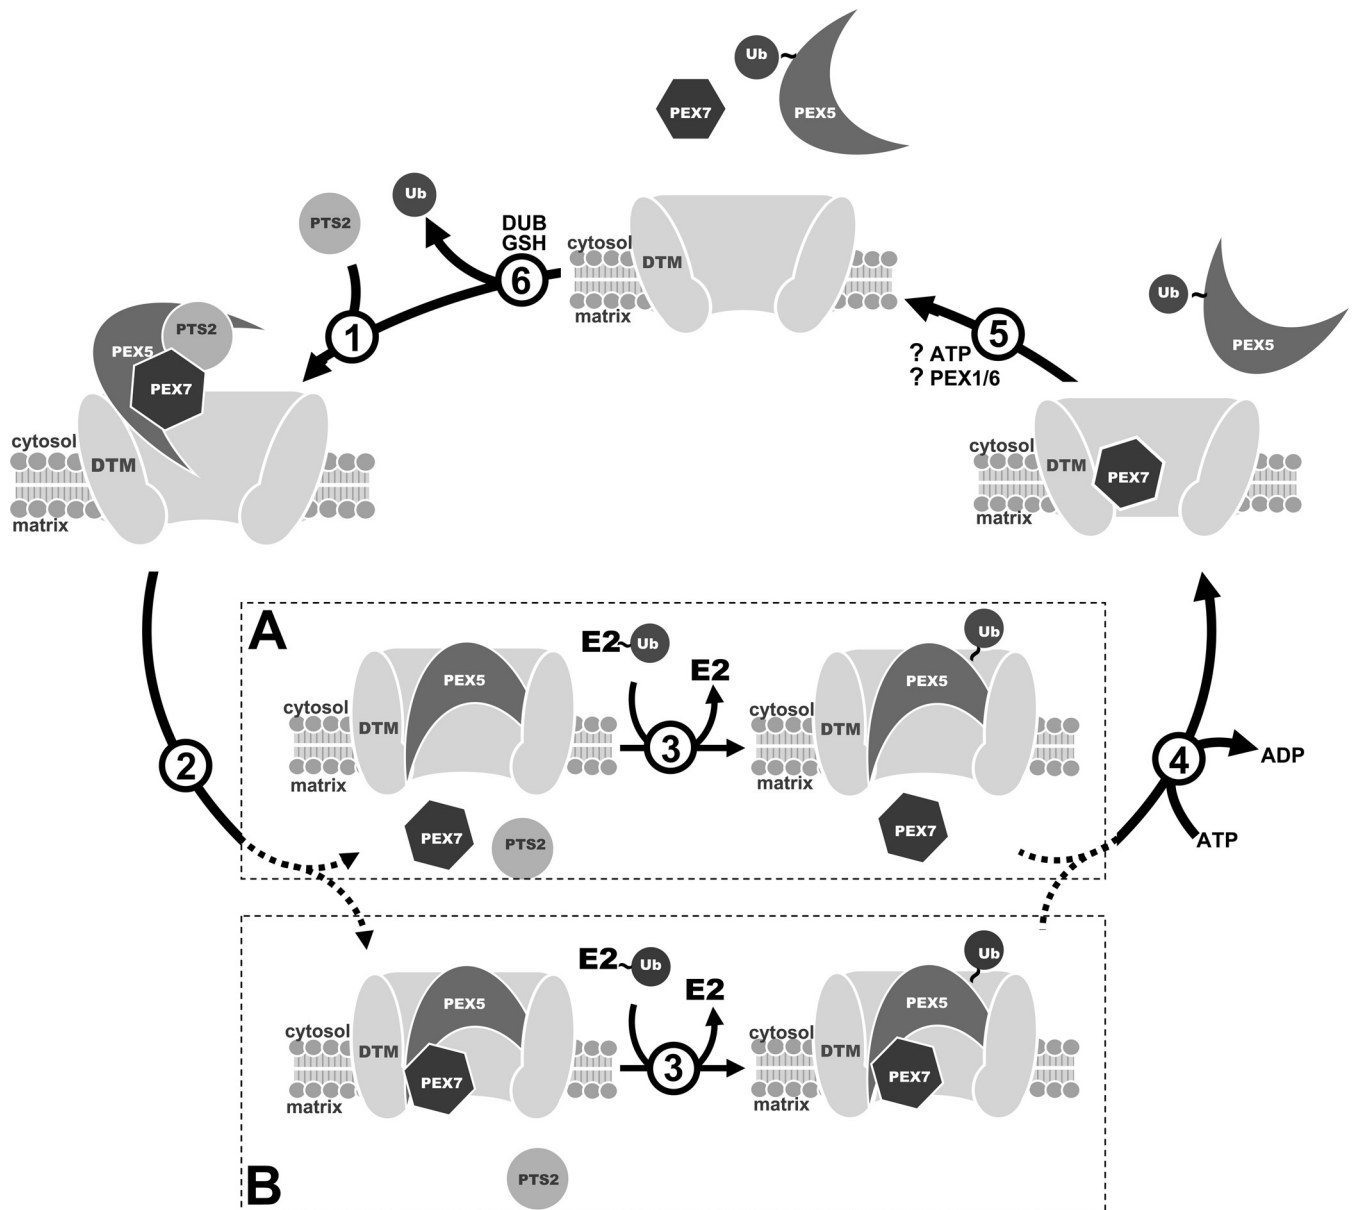 Ub
PEX7
PEX5
cytosol
DTM
matrix
DUB
GSH
6
Ub
PTS2
1
PTS2
PEX5
PEX7
cytosol
DTM
matrix
5
? ATP
? PEX1/6
Ub
PEX5
cytosol
DTM
PEX7
matrix
2
A
PEX5
cytosol
DTM
matrix
PEX7
PTS2
E2~Ub
E2
3
Ub
PEX5
cytosol
DTM
matrix
PEX7
4
ADP
ATP
B
PEX5
cytosol
DTM
PEX7
matrix
PTS2
E2~Ub
E2
3
Ub
PEX5
cytosol
DTM
PEX7
matrix